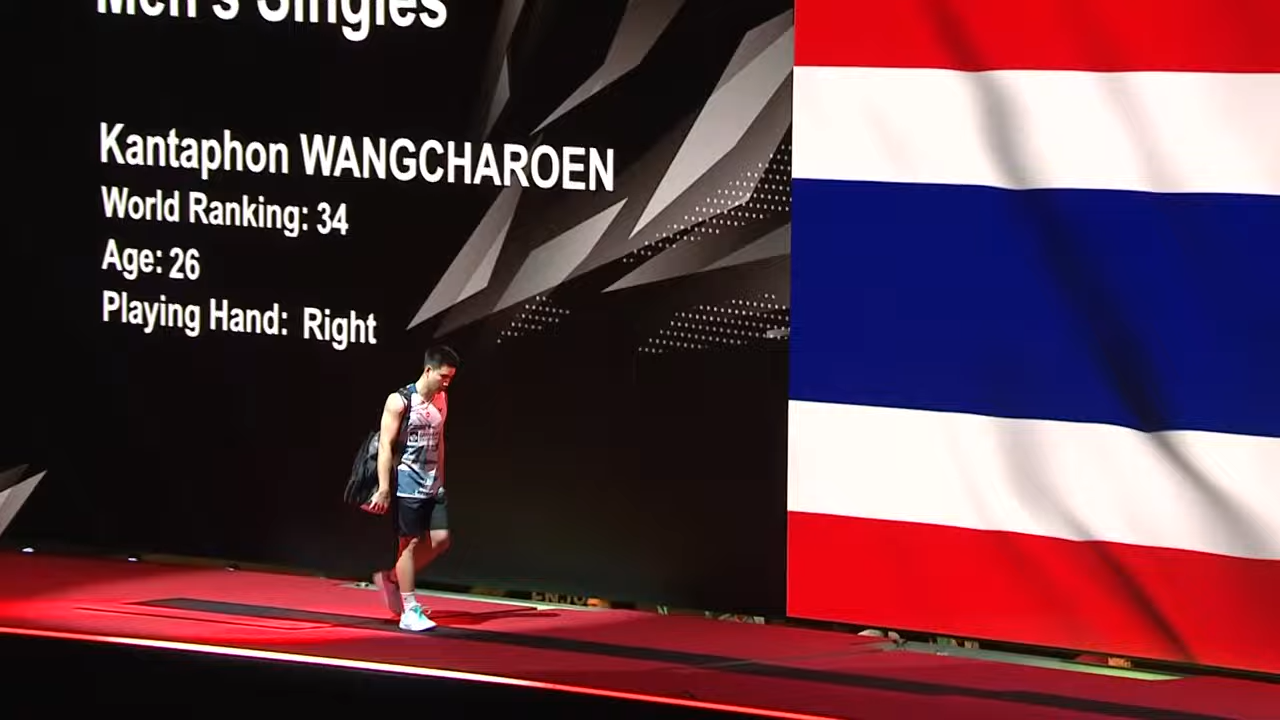 Men's Singles
Kantaphon WANGCHAROEN
World Ranking: 34
Age: 26
Playing Hand: Right